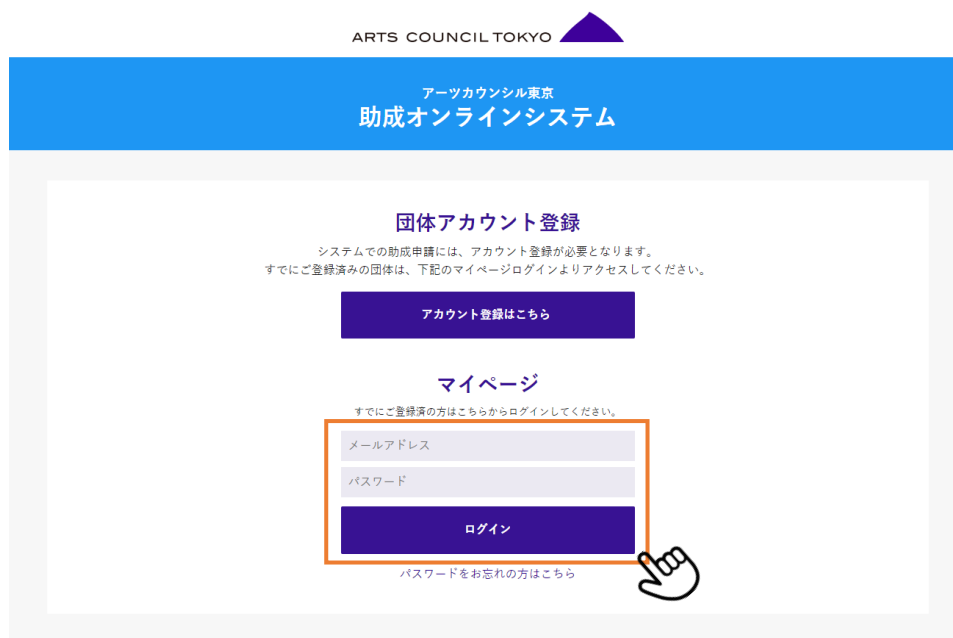 ARTS COUNCIL TOKYO
アーツカウンシル東京
助成オンラインシステム
団体アカウント登録
システムでの助成申請には、アカウント登録が必要となります。
すでにご登録済みの団体は、下記のマイページログインよりアクセスしてください。
アカウント登録はこちら
マイページ
すでにご登録済の方はこちらからログインしてください。
メールアドレス
パスワード
ログイン
パスワードをお忘れの方はこちら